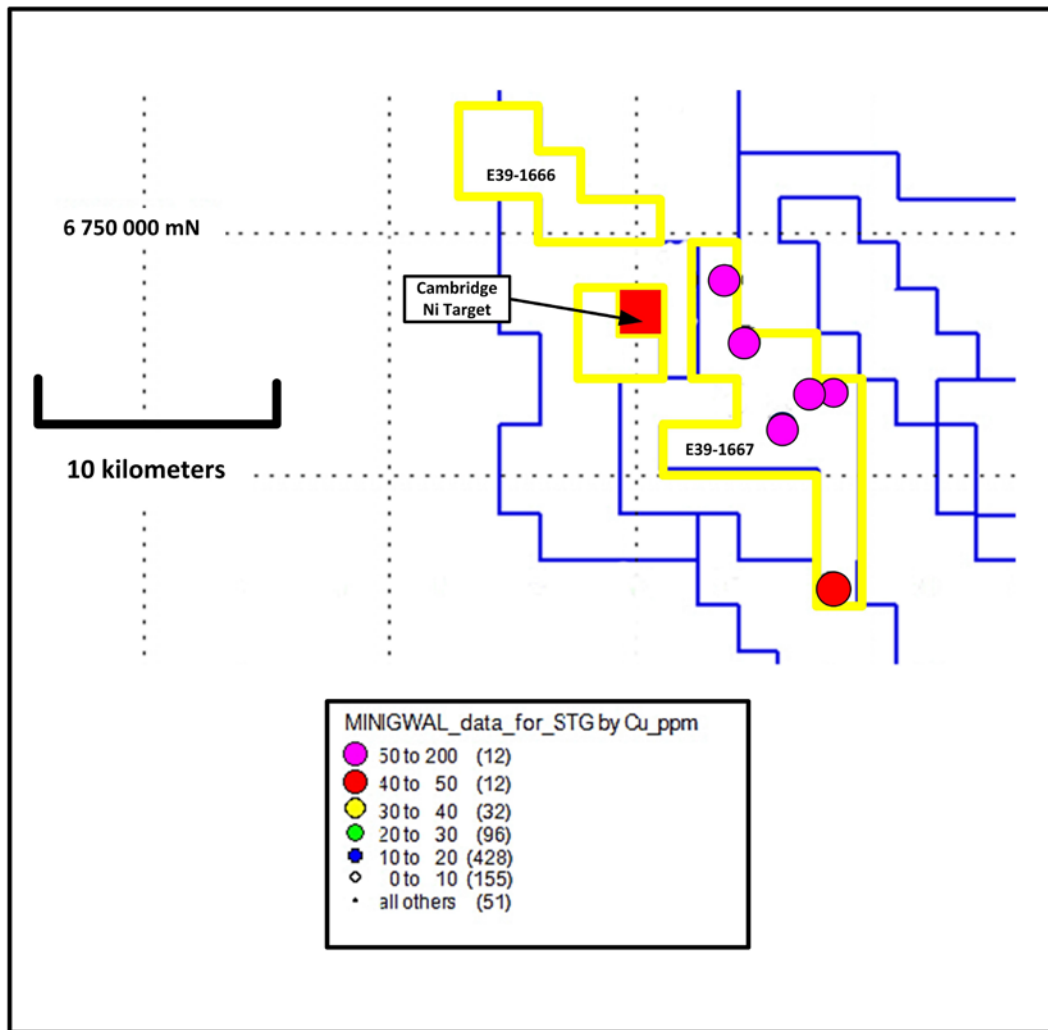 E39-1666
6 750 000 mN
Cambridge
Ni Target
E39-1667
10 kilometers
MINIGWAL_data_for_STG by Cu_ppm
50 to 200 (12)
40 to 50 (12)
30 to 40 (32)
20 to 30 (96)
10 to 20 (428)
0 to 10 (155)
all others (51)